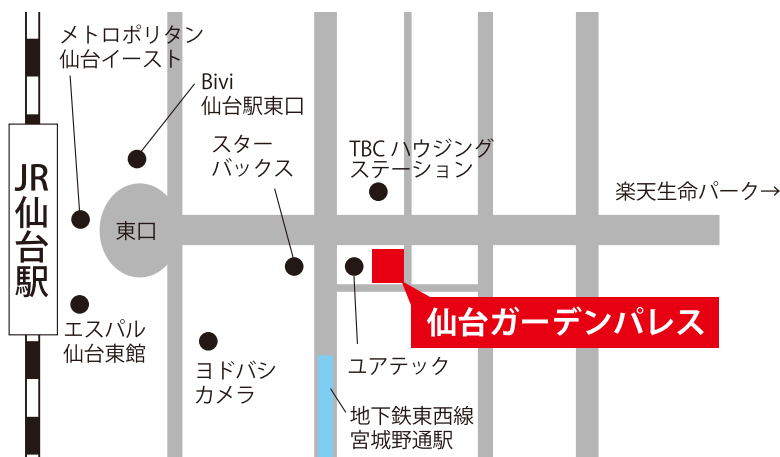 メトロポリタン
仙台イースト
Bivi
仙台駅東口
スター
バックス
TBC ハウジング
ステーション
楽天生命パーク→
JR仙台駅
東口
エスパル
仙台東館
ヨドバシ
カメラ
ユアテック
仙台ガーデンパレス
地下鉄東西線
宮城野通駅